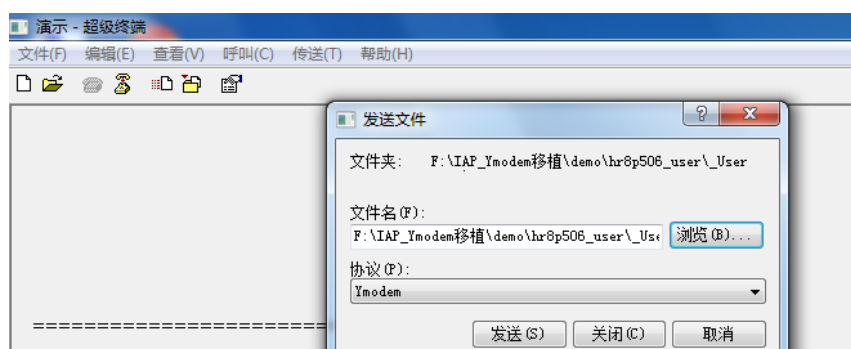 演示 - 超级终端
文件(F) 编辑(E) 查看(V) 呼叫(C) 传送(T) 帮助(H)
发送文件
文件夹: F:\IAP_Ymodem移植\demo\hr8p506_user\_User
文件名(F):
F:\IAP_Ymodem移植\demo\hr8p506_user\_Use 浏览(B)...
协议(P):
Ymodem
========================
发送(S) 关闭(C) 取消